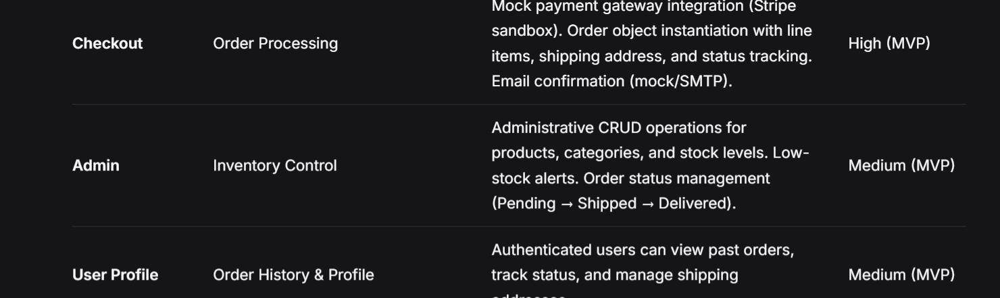 Mock payment gateway integration (Stripe
sandbox). Order object instantiation with line
Checkout Order Processing High (MVP)
items, shipping address, and status tracking.
Email confirmation (mock/SMTP).
Administrative CRUD operations for
products, categories, and stock levels. Low-
Admin Inventory Control Medium (MVP)
stock alerts. Order status management
(Pending → Shipped → Delivered).
Authenticated users can view past orders,
User Profile Order History & Profile track status, and manage shipping Medium (MVP)